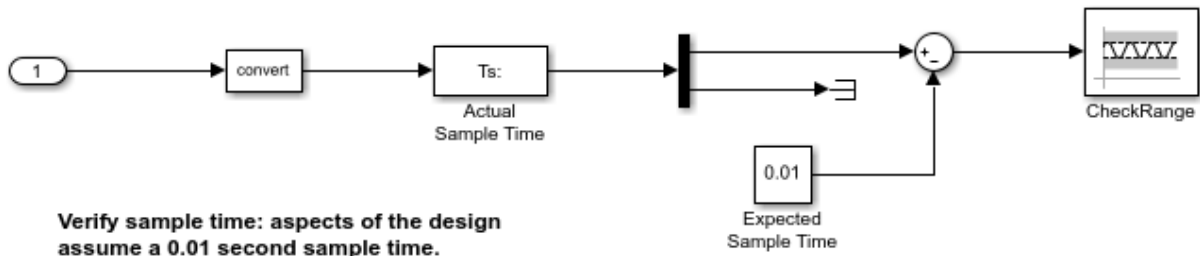 1
convert
Ts:
Actual
Sample Time
+
−
CheckRange
0.01
Expected
Sample Time
Verify sample time: aspects of the design
assume a 0.01 second sample time.